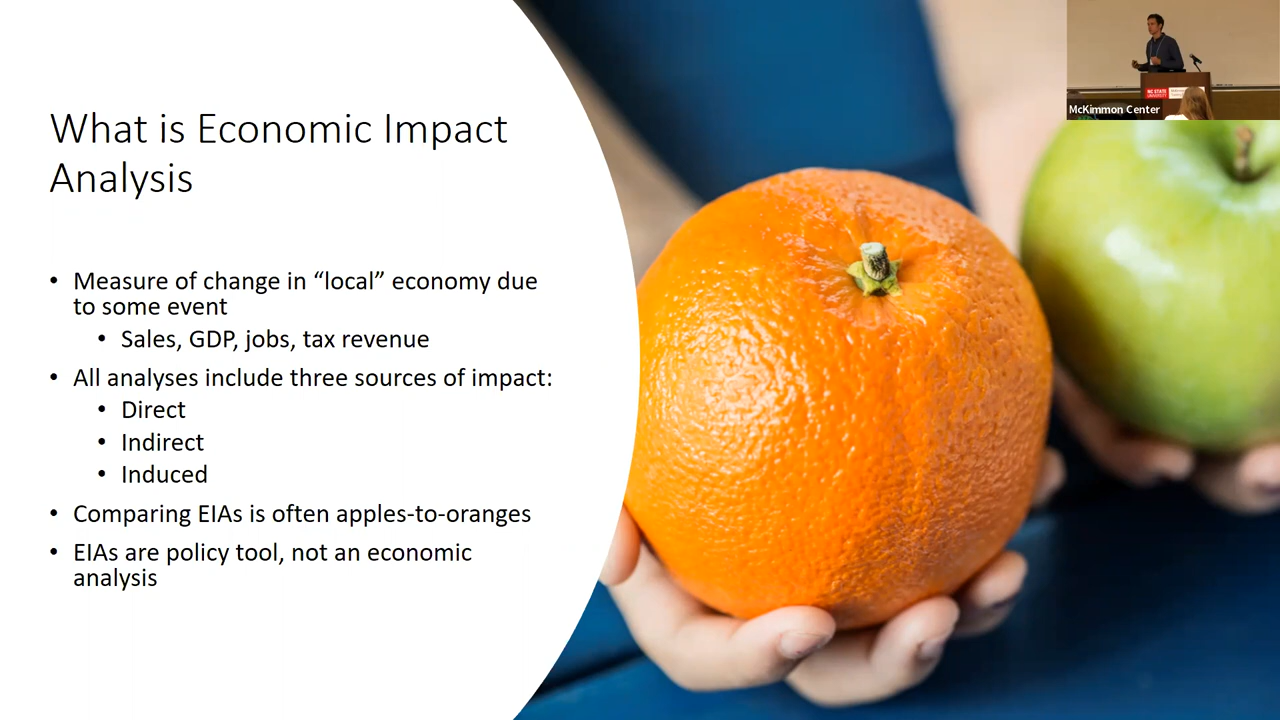 What is Economic Impact
Analysis
• Measure of change in “local” economy due
to some event
• Sales, GDP, jobs, tax revenue
• All analyses include three sources of impact:
• Direct
• Indirect
• Induced
• Comparing EIAs is often apples-to-oranges
• EIAs are policy tool, not an economic
analysis
NC STATE
UNIVERSITY
McKimmon Center